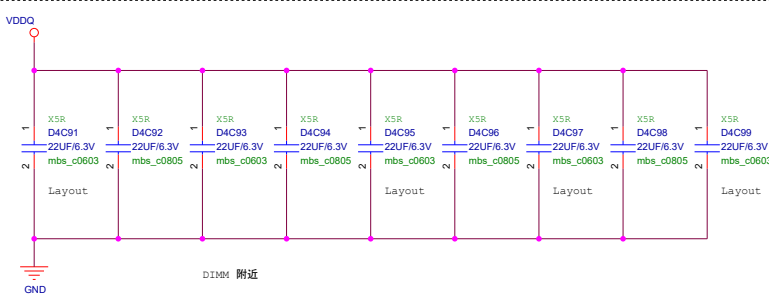 VDDQ
X5R X5R X5R X5R X5R X5R X5R X5R X5R
1 1 1 1 1 1 1 1 1
D4C91 D4C92 D4C93 D4C94 D4C95 D4C96 D4C97 D4C98 D4C99
22UF/6.3V 22UF/6.3V 22UF/6.3V 22UF/6.3V 22UF/6.3V 22UF/6.3V 22UF/6.3V 22UF/6.3V 22UF/6.3V
2 2 2 2 2 2 2 2 2
mbs_c0603 mbs_c0805 mbs_c0603 mbs_c0805 mbs_c0603 mbs_c0805 mbs_c0603 mbs_c0805 mbs_c0603
Layout Layout Layout Layout
DIMM 附近
GND